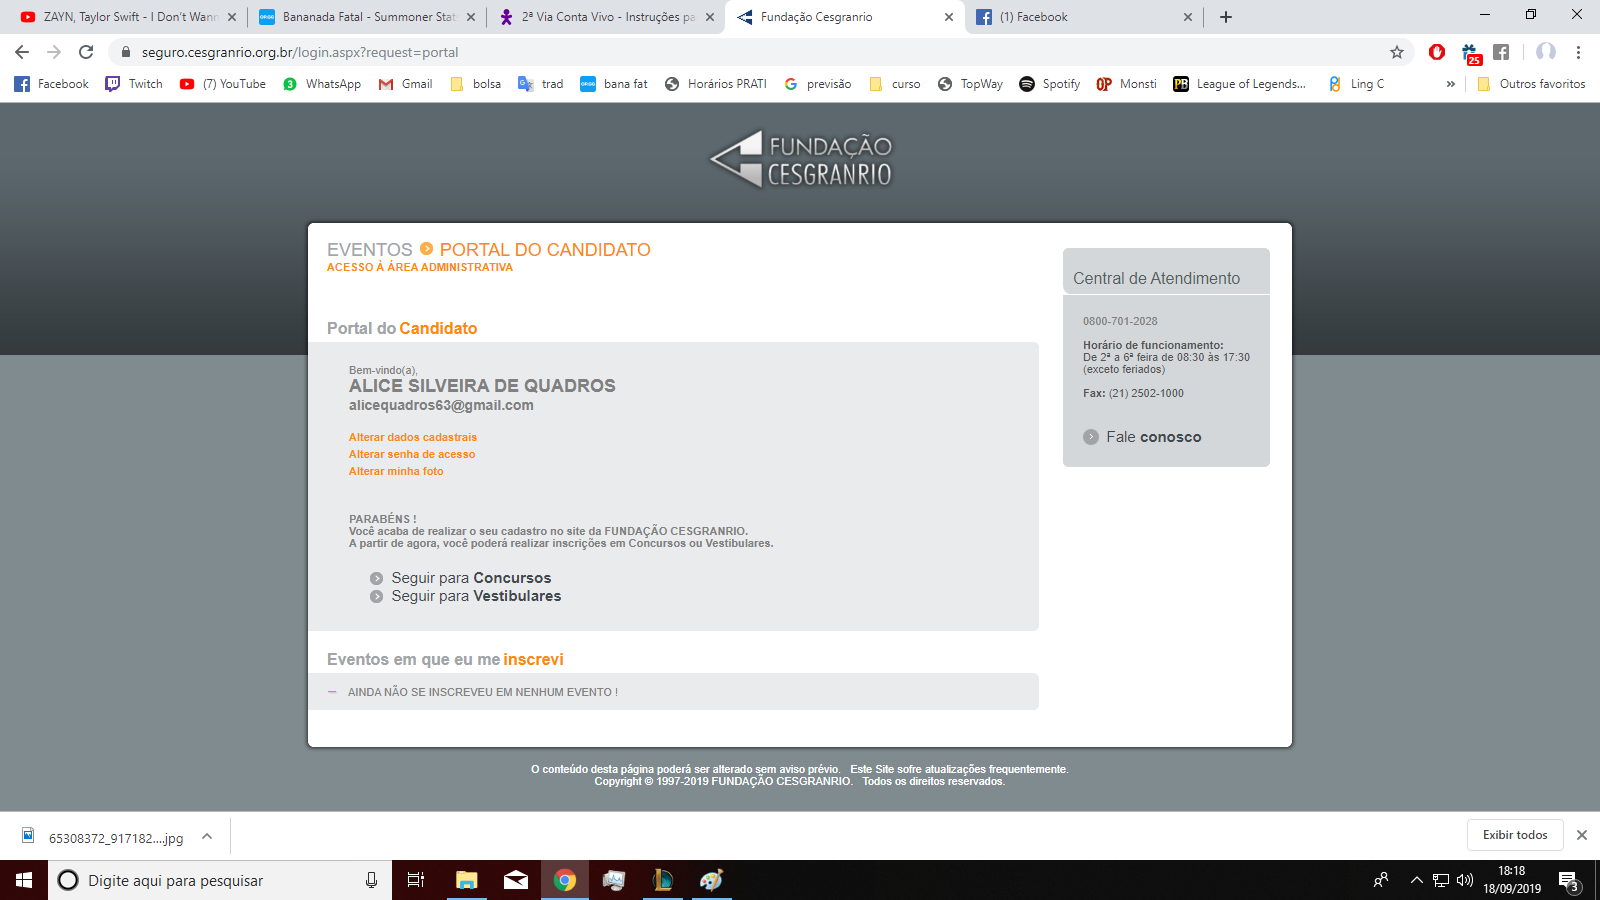 ZAYN, Taylor Swift - I Don't Wann
Bananada Fatal - Summoner Stat
2ª Via Conta Vivo - Instruções pa
Fundação Cesgranrio
(1) Facebook
seguro.cesgranrio.org.br/login.aspx?request=portal
25
Facebook
Twitch
(7) YouTube
3
WhatsApp
Gmail
bolsa
trad
OP.GG
bana fat
Horários PRATI
previsão
curso
TopWay
Spotify
Monsti
League of Legends...
Ling C
»
Outros favoritos
FUNDAÇÃO
CESGRANRIO
EVENTOS PORTAL DO CANDIDATO
ACESSO À ÁREA ADMINISTRATIVA
Portal do Candidato
Bem-vindo(a),
ALICE SILVEIRA DE QUADROS
alicequadros63@gmail.com
Alterar dados cadastrais
Alterar senha de acesso
Alterar minha foto
PARABÉNS !
Você acaba de realizar o seu cadastro no site da FUNDAÇÃO CESGRANRIO.
A partir de agora, você poderá realizar inscrições em Concursos ou Vestibulares.
Seguir para Concursos
Seguir para Vestibulares
Eventos em que eu me inscrevi
AINDA NÃO SE INSCREVEU EM NENHUM EVENTO !
Central de Atendimento
0800-701-2028
Horário de funcionamento:
De 2ª a 6ª feira de 08:30 às 17:30
(exceto feriados)
Fax: (21) 2502-1000
Fale conosco
O conteúdo desta página poderá ser alterado sem aviso prévio. Este Site sofre atualizações frequentemente.
Copyright © 1997-2019 FUNDAÇÃO CESGRANRIO. Todos os direitos reservados.
65308372_917182....jpg
Exibir todos
Digite aqui para pesquisar
18:18
18/09/2019
3